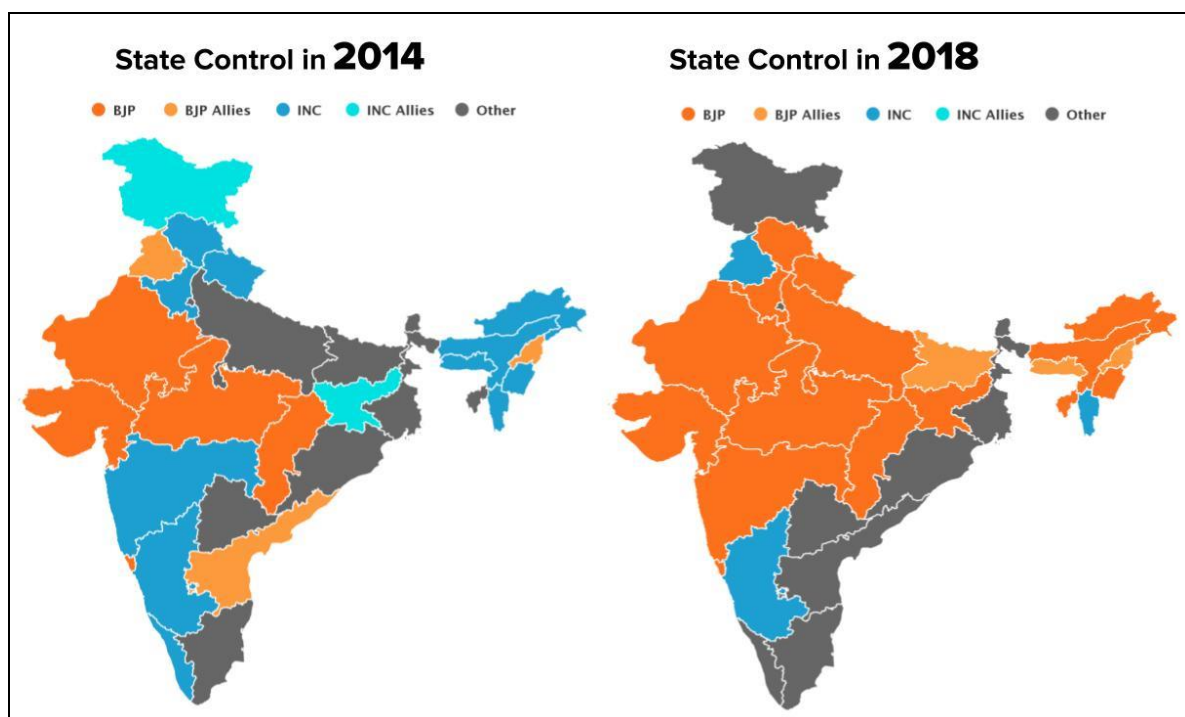 State Control in 2014
BJP BJP Allies INC INC Allies Other
State Control in 2018
BJP BJP Allies INC INC Allies Other